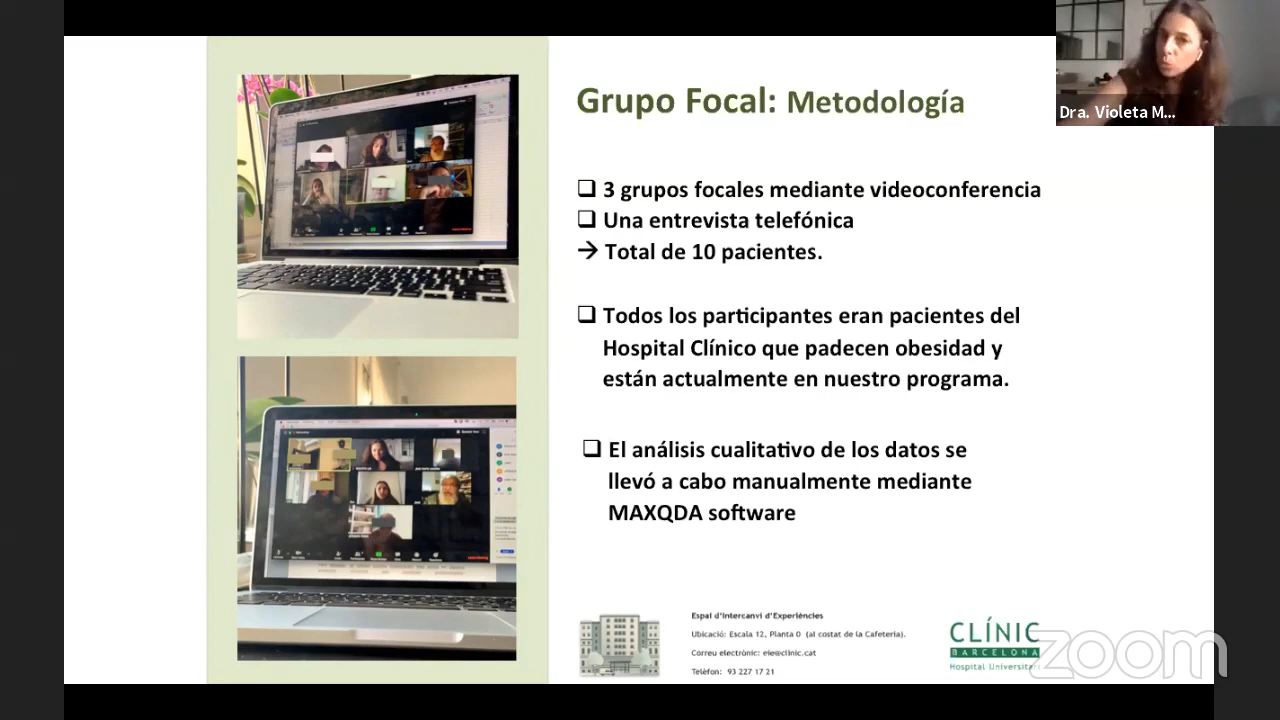 Dra. Violeta M...
Grupo Focal: Metodología
3 grupos focales mediante videoconferencia
Una entrevista telefónica
→ Total de 10 pacientes.
Todos los participantes eran pacientes del
Hospital Clínico que padecen obesidad y
están actualmente en nuestro programa.
El análisis cualitativo de los datos se
llevó a cabo manualmente mediante
MAXQDA software
Espai d'Intercanvi d'Experiències
Ubicació: Escala 12, Planta 0 (al costat de la Cafeteria).
Correu electrònic: eie@clinic.cat
Telèfon: 93 227 17 21
CLÍNIC
BARCELONA
Hospital Universitari
zoom